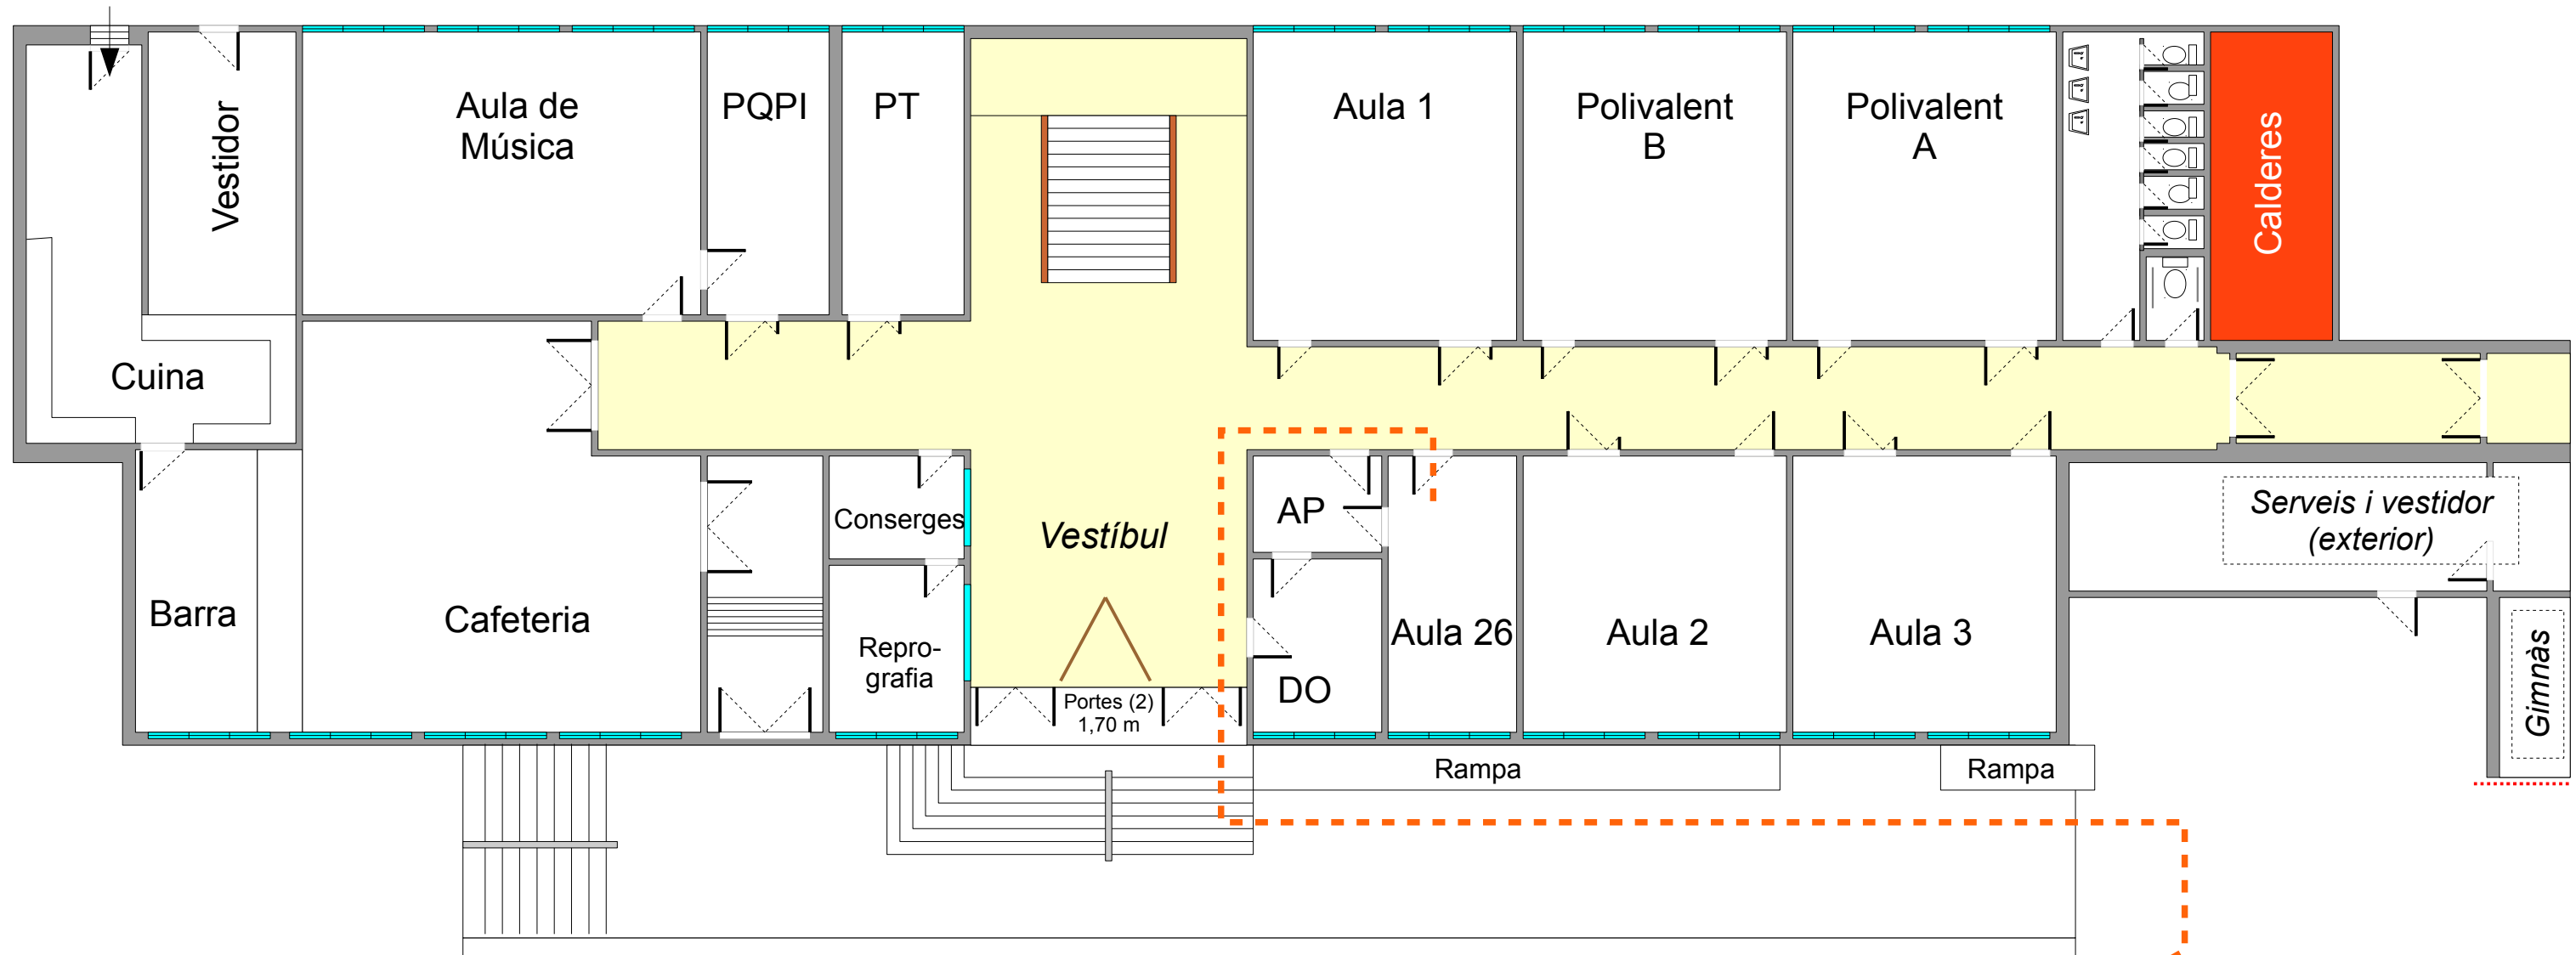 Vestidor
Aula de
Música
PQPI
PT
Aula 1
Polivalent
B
Polivalent
A
Calderes
Cuina
Barra
Cafeteria
Conserges
Repro-
grafia
Vestíbul
Portes (2)
1,70 m
AP
DO
Aula 26
Aula 2
Aula 3
Serveis i vestidor
(exterior)
Gimnàs
Rampa
Rampa